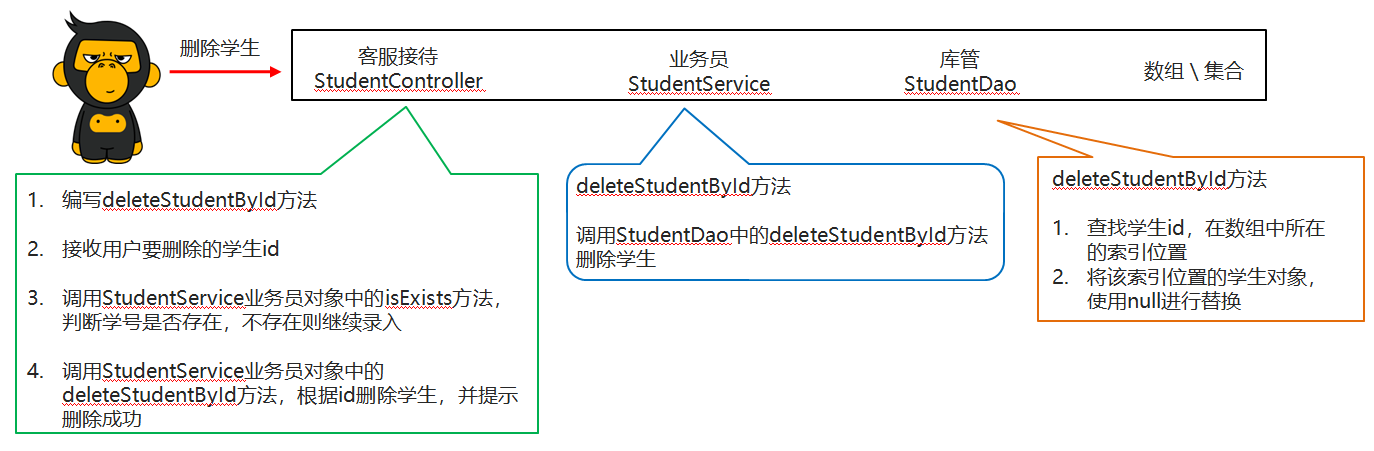 删除学生
客服接待
StudentController
业务员
StudentService
库管
StudentDao
数组 \ 集合
1. 编写deleteStudentById方法
2. 接收用户要删除的学生id
3. 调用StudentService业务员对象中的isExists方法，
判断学号是否存在，不存在则继续录入
4. 调用StudentService业务员对象中的
deleteStudentById方法，根据id删除学生，并提示
删除成功
deleteStudentById方法
调用StudentDao中的deleteStudentById方法
删除学生
deleteStudentById方法
1. 查找学生id，在数组中所在
的索引位置
2. 将该索引位置的学生对象，
使用null进行替换